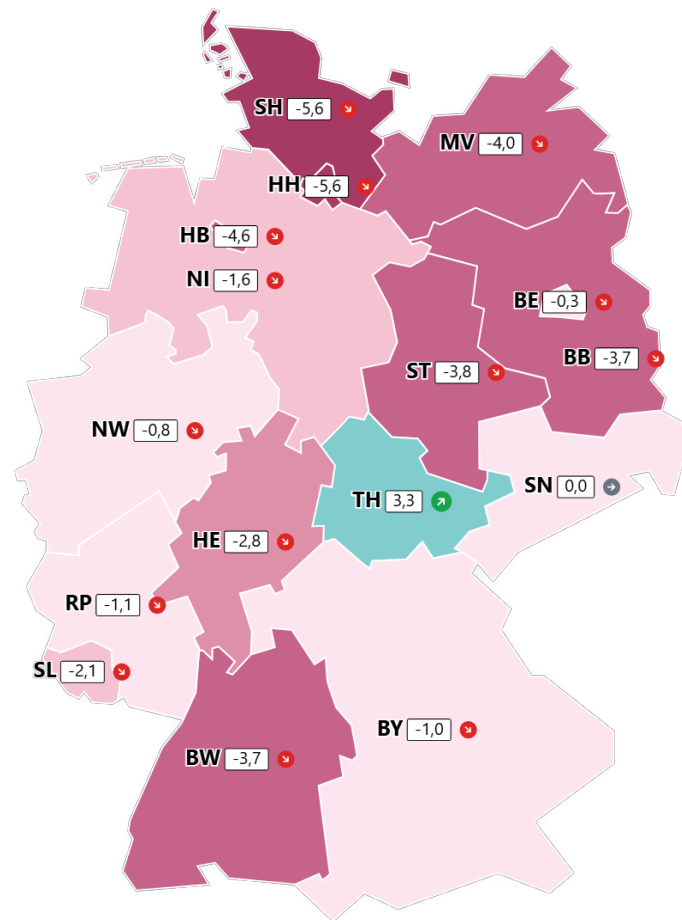 SH -5,6
MV -4,0
HH -5,6
HB -4,6
NI -1,6
BE -0,3
BB -3,7
ST -3,8
NW -0,8
SN 0,0
TH 3,3
HE -2,8
RP -1,1
SL -2,1
BY -1,0
BW -3,7